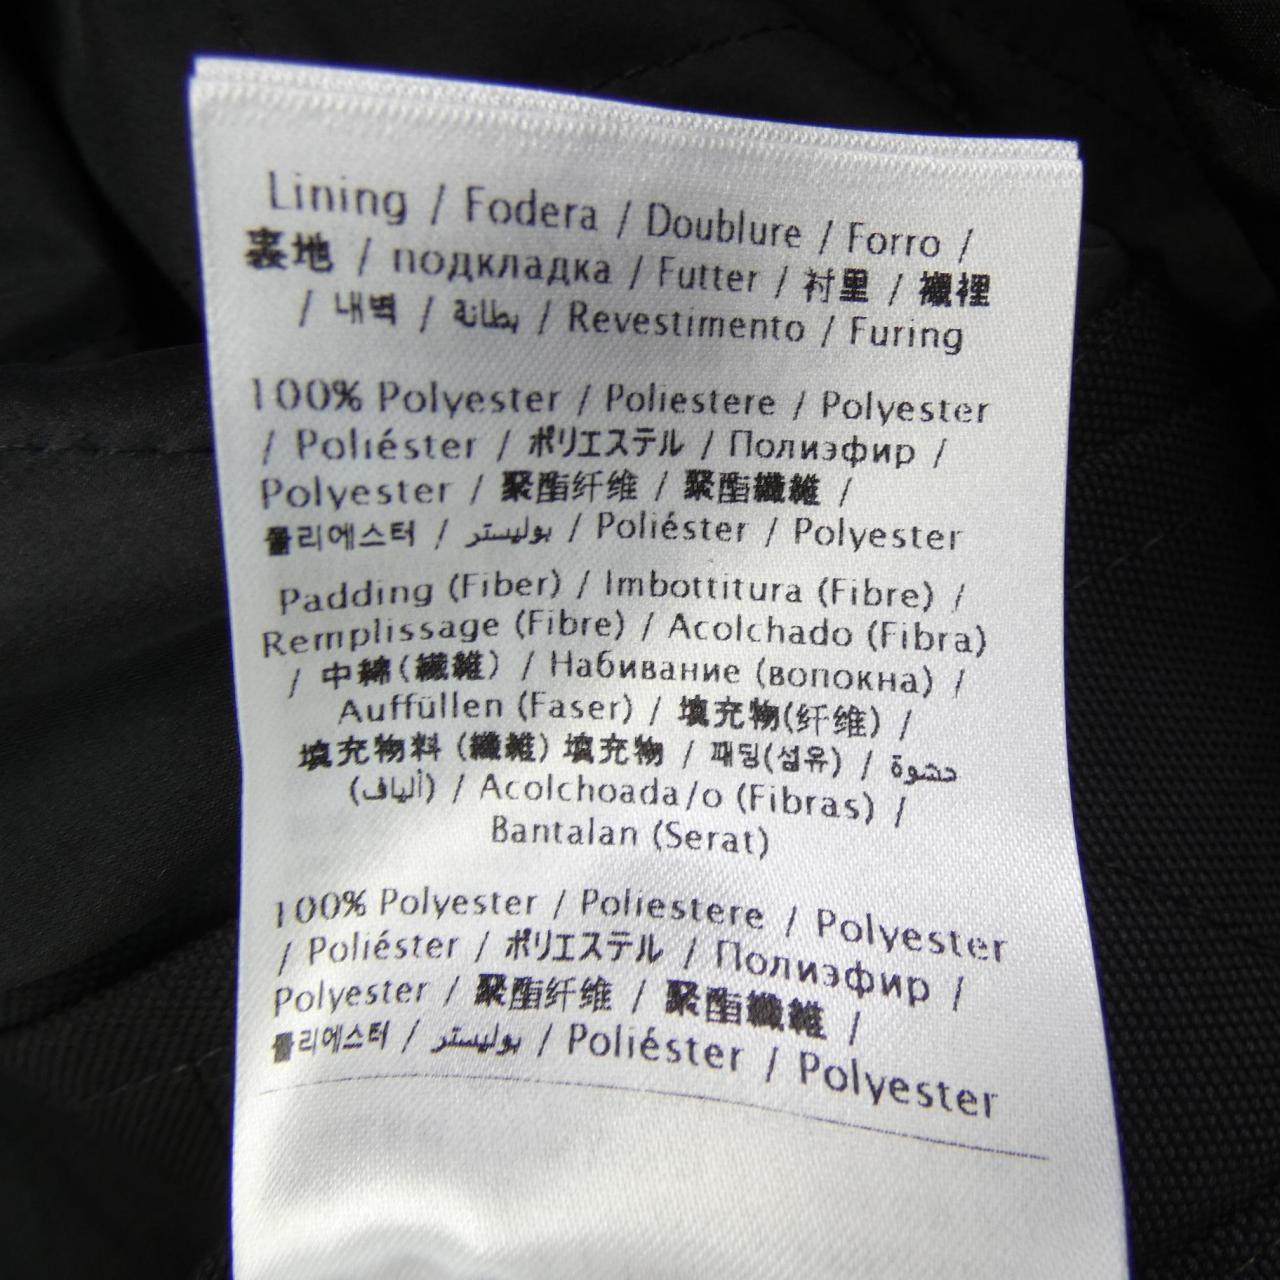 Lining / Fodera / Doublure / Forro /
裏地 / подкладка / Futter / 衬里 / 襯裡
/ 내벽 / بطانة / Revestimento / Furing
100% Polyester / Poliestere / Polyester
/ Poliéster / ポリエステル / Полиэфир /
Polyester / 聚酯纤维 / 聚酯纖維 /
폴리에스터 / بوليستر / Poliéster / Polyester
Padding (Fiber) / Imbottitura (Fibre) /
Remplissage (Fibre) / Acolchado (Fibra)
/ 中綿(繊維) / Набивание (вопокна) /
Auffüllen (Faser) / 填充物(纤维) /
填充物料 (纖維) 填充物 / 패딩(섬유) / حشوة
(ألياف) / Acolchoada/o (Fibras) /
Bantalan (Serat)
100% Polyester / Poliestere / Polyester
/ Poliéster / ポリエステル / Полиэфир /
Polyester / 聚酯纤维 / 聚酯纖維 /
폴리에스터 / بوليستر / Poliéster / Polyester